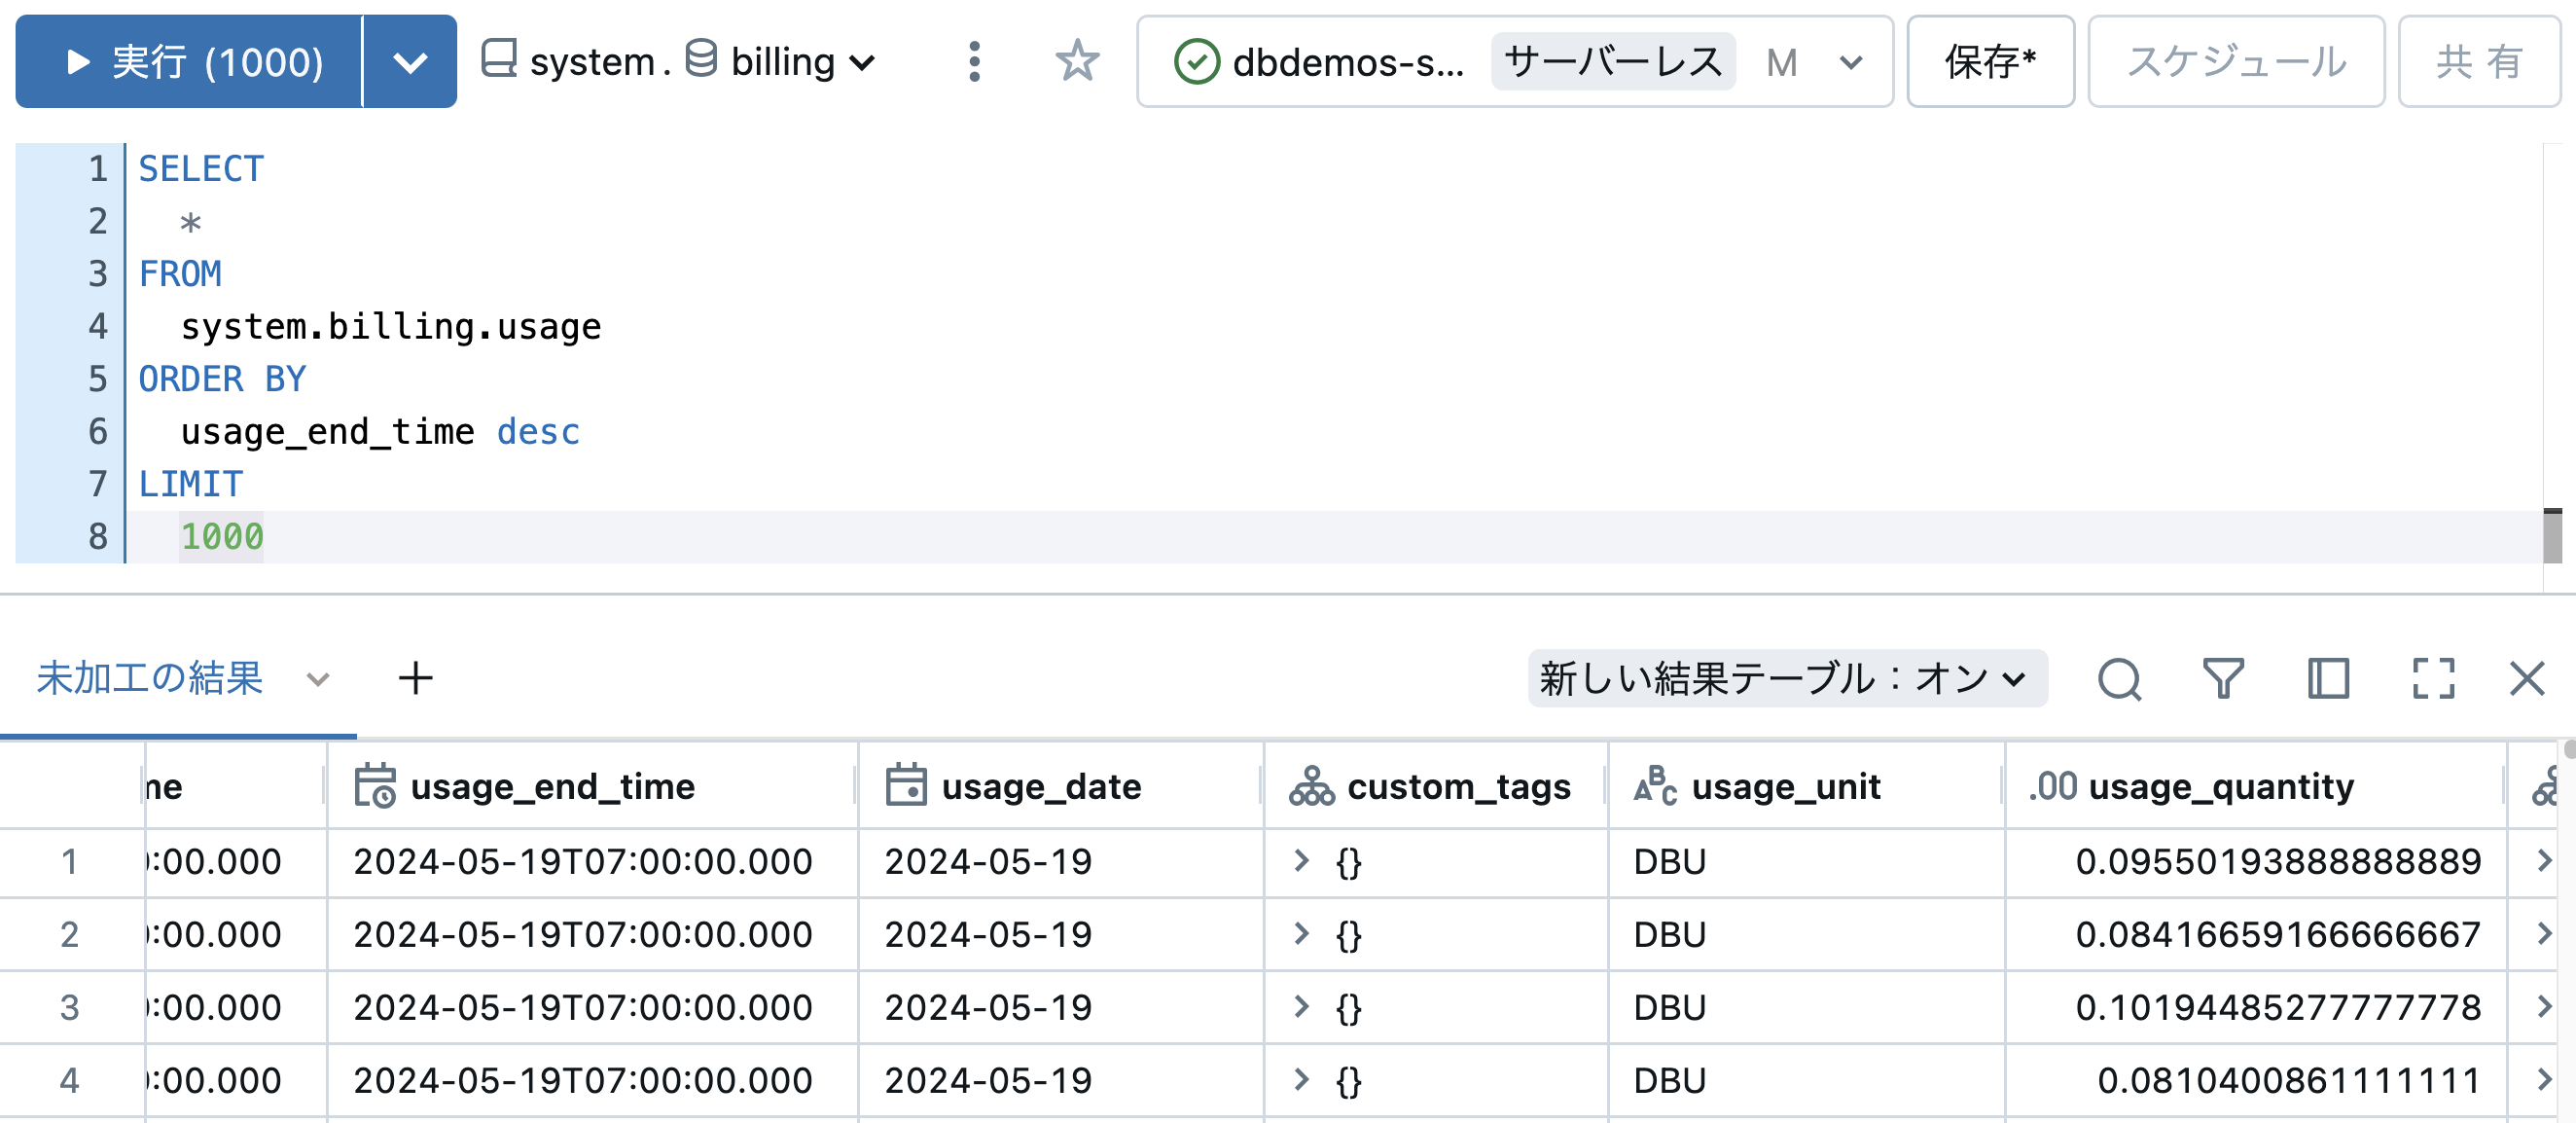 実行 (1000) system . billing dbdemos-s... サーバーレス M 保存* スケジュール 共有
1 SELECT
2 *
3 FROM
4 system.billing.usage
5 ORDER BY
6 usage_end_time desc
7 LIMIT
8 1000
未加工の結果 + 新しい結果テーブル：オン
me usage_end_time usage_date custom_tags usage_unit .00 usage_quantity
1 :00.000 2024-05-19T07:00:00.000 2024-05-19 {} DBU 0.09550193888888889
2 :00.000 2024-05-19T07:00:00.000 2024-05-19 {} DBU 0.08416659166666667
3 :00.000 2024-05-19T07:00:00.000 2024-05-19 {} DBU 0.10194485277777778
4 :00.000 2024-05-19T07:00:00.000 2024-05-19 {} DBU 0.08104000861111111